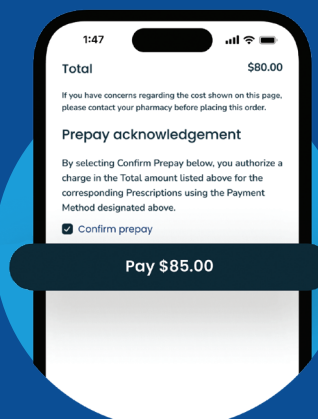 1:47
Total $80.00
If you have concerns regarding the cost shown on this page,
please contact your pharmacy before placing this order.
Prepay acknowledgement
By selecting Confirm Prepay below, you authorize a
charge in the Total amount listed above for the
corresponding Prescriptions using the Payment
Method designated above.
Confirm prepay
Pay $85.00